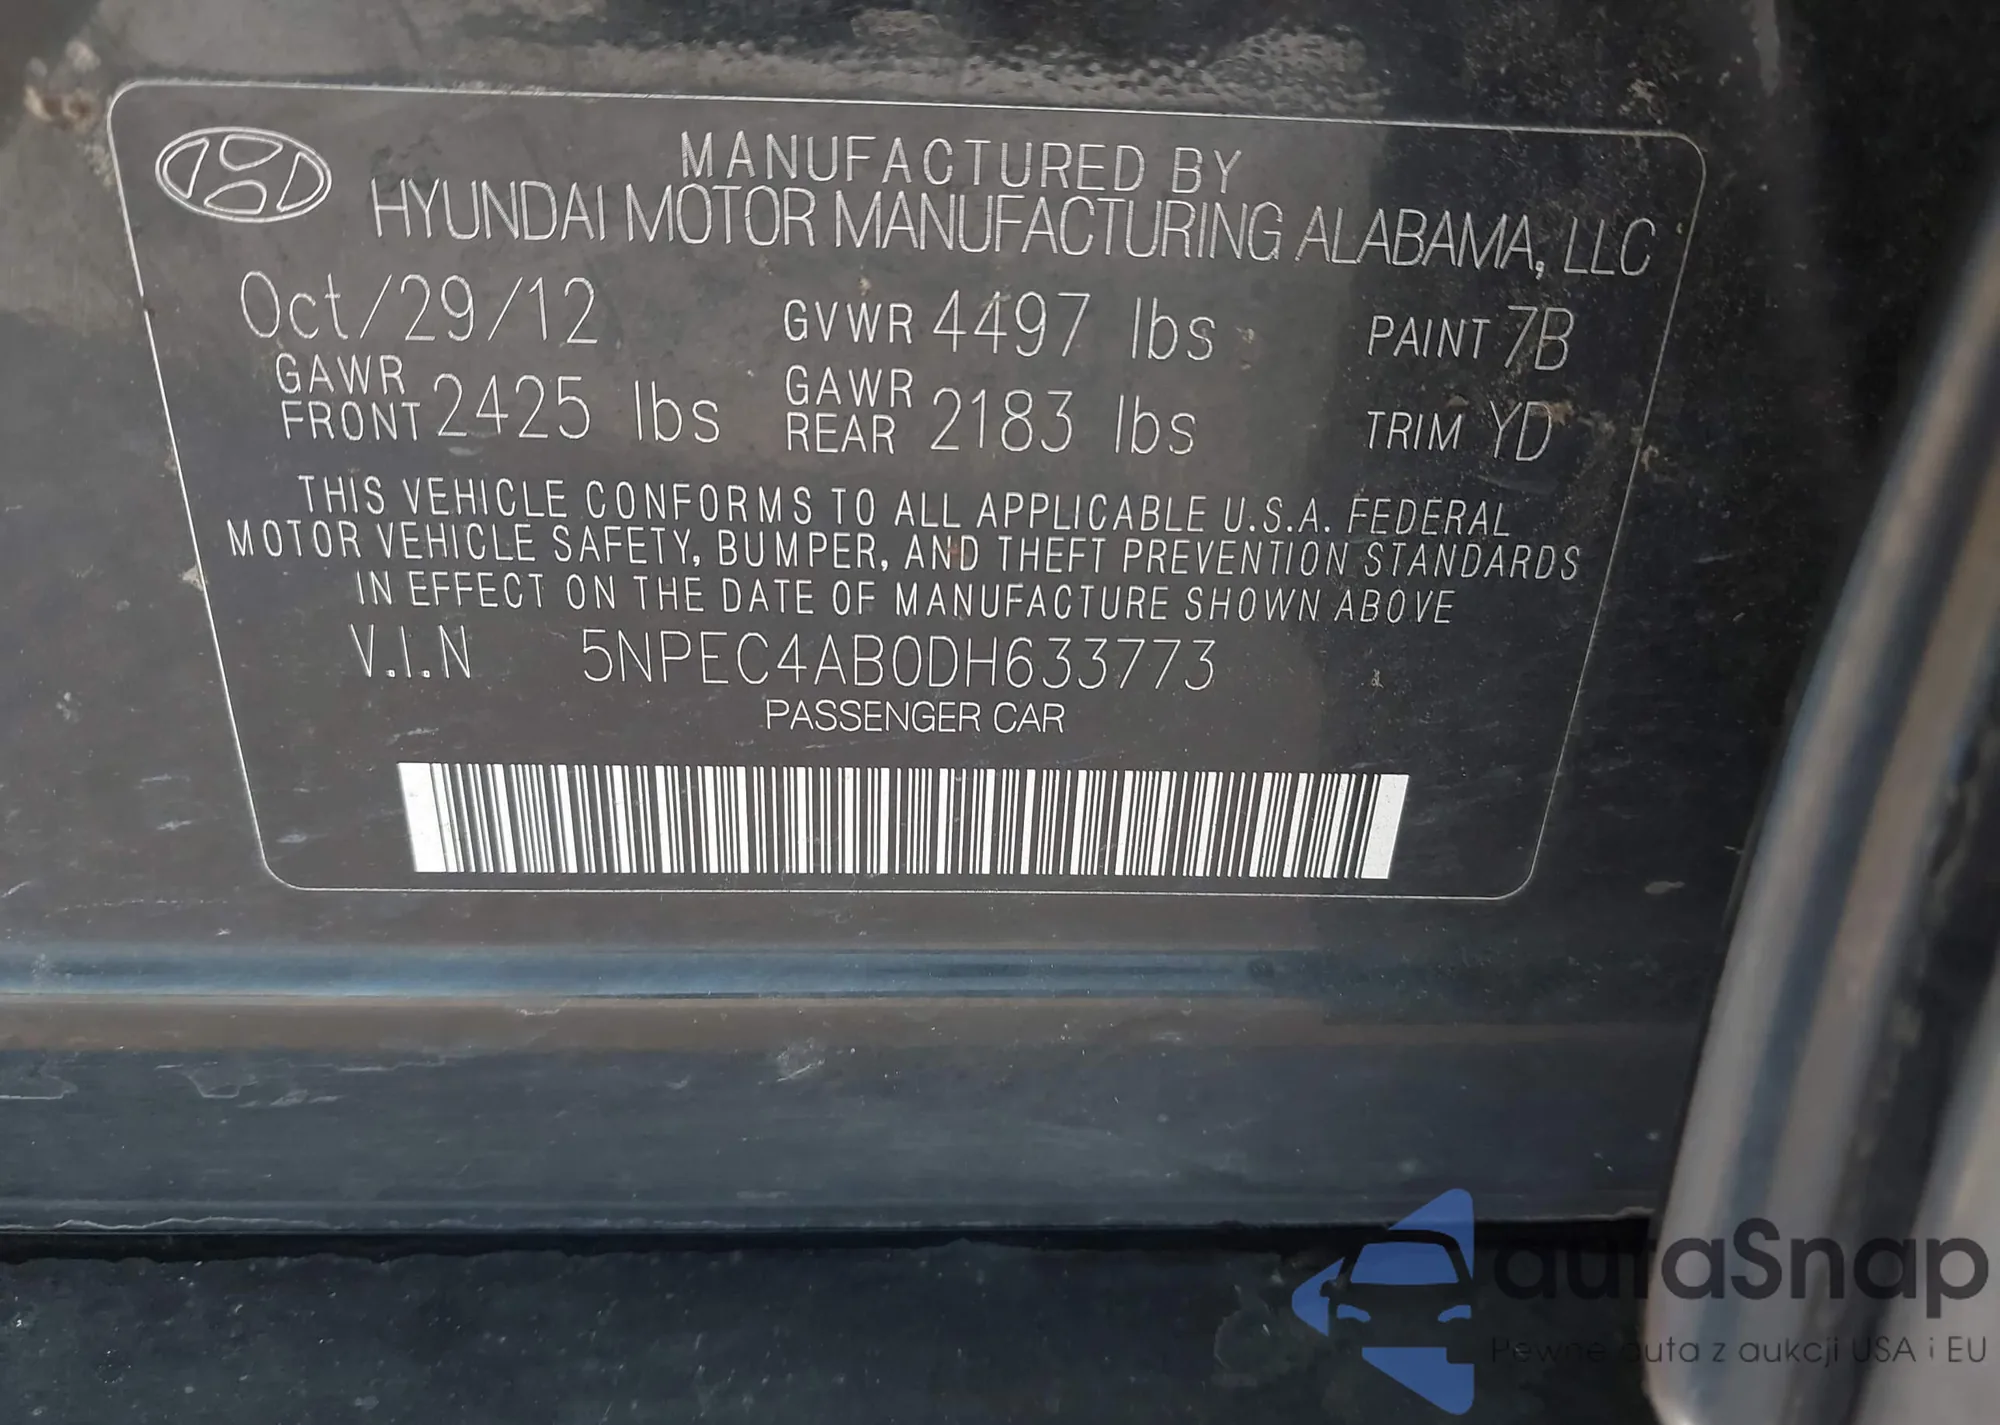 MANUFACTURED BY
HYUNDAI MOTOR MANUFACTURING ALABAMA, LLC
Oct/29/12 GVWR 4497 lbs PAINT 7B
GAWR FRONT 2425 lbs GAWR REAR 2183 lbs TRIM YD
THIS VEHICLE CONFORMS TO ALL APPLICABLE U.S.A. FEDERAL
MOTOR VEHICLE SAFETY, BUMPER, AND THEFT PREVENTION STANDARDS
IN EFFECT ON THE DATE OF MANUFACTURE SHOWN ABOVE
V.I.N 5NPEC4AB0DH633773
PASSENGER CAR
autaSnap
Pewne auta z aukcji USA i EU